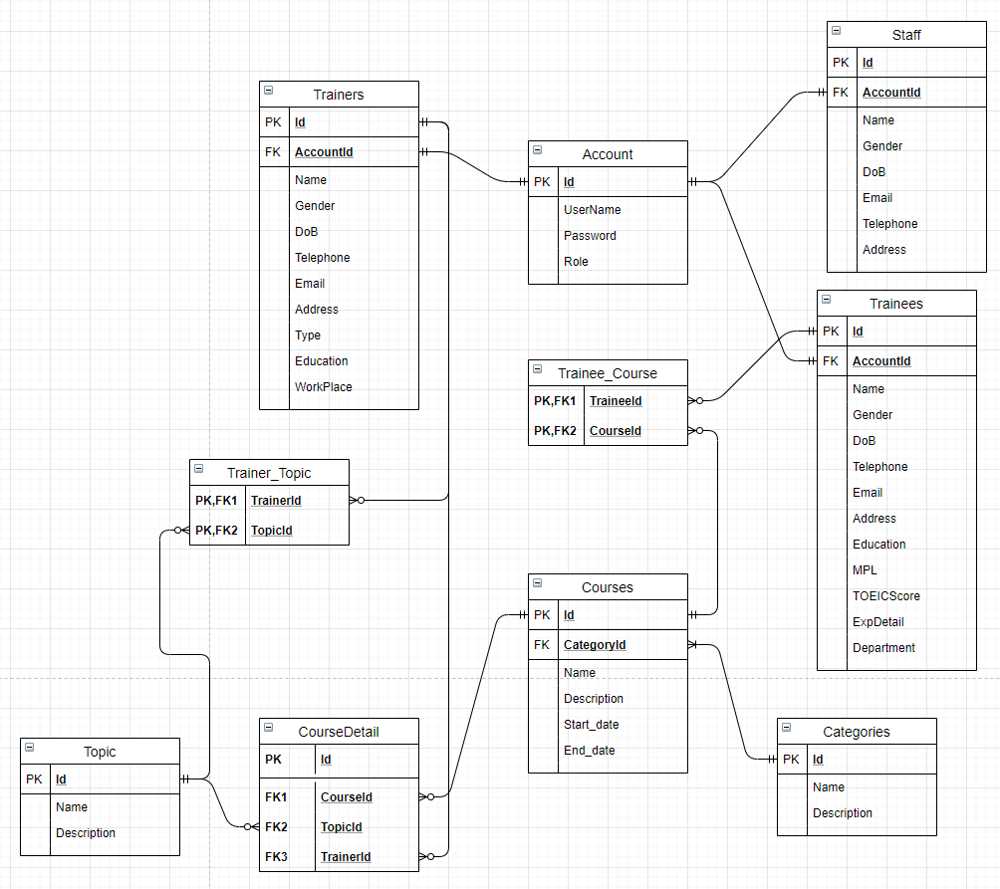 Staff
PK Id
FK AccountId
Name
Gender
DoB
Email
Telephone
Address
Trainers
PK Id
FK AccountId
Name
Gender
DoB
Telephone
Email
Address
Type
Education
WorkPlace
Account
PK Id
UserName
Password
Role
Trainees
PK Id
FK AccountId
Name
Gender
DoB
Telephone
Email
Address
Education
MPL
TOEICScore
ExpDetail
Department
Trainee_Course
PK,FK1 TraineeId
PK,FK2 CourseId
Trainer_Topic
PK,FK1 TrainerId
PK,FK2 TopicId
Courses
PK Id
FK CategoryId
Name
Description
Start_date
End_date
Topic
PK Id
Name
Description
CourseDetail
PK Id
FK1 CourseId
FK2 TopicId
FK3 TrainerId
Categories
PK Id
Name
Description